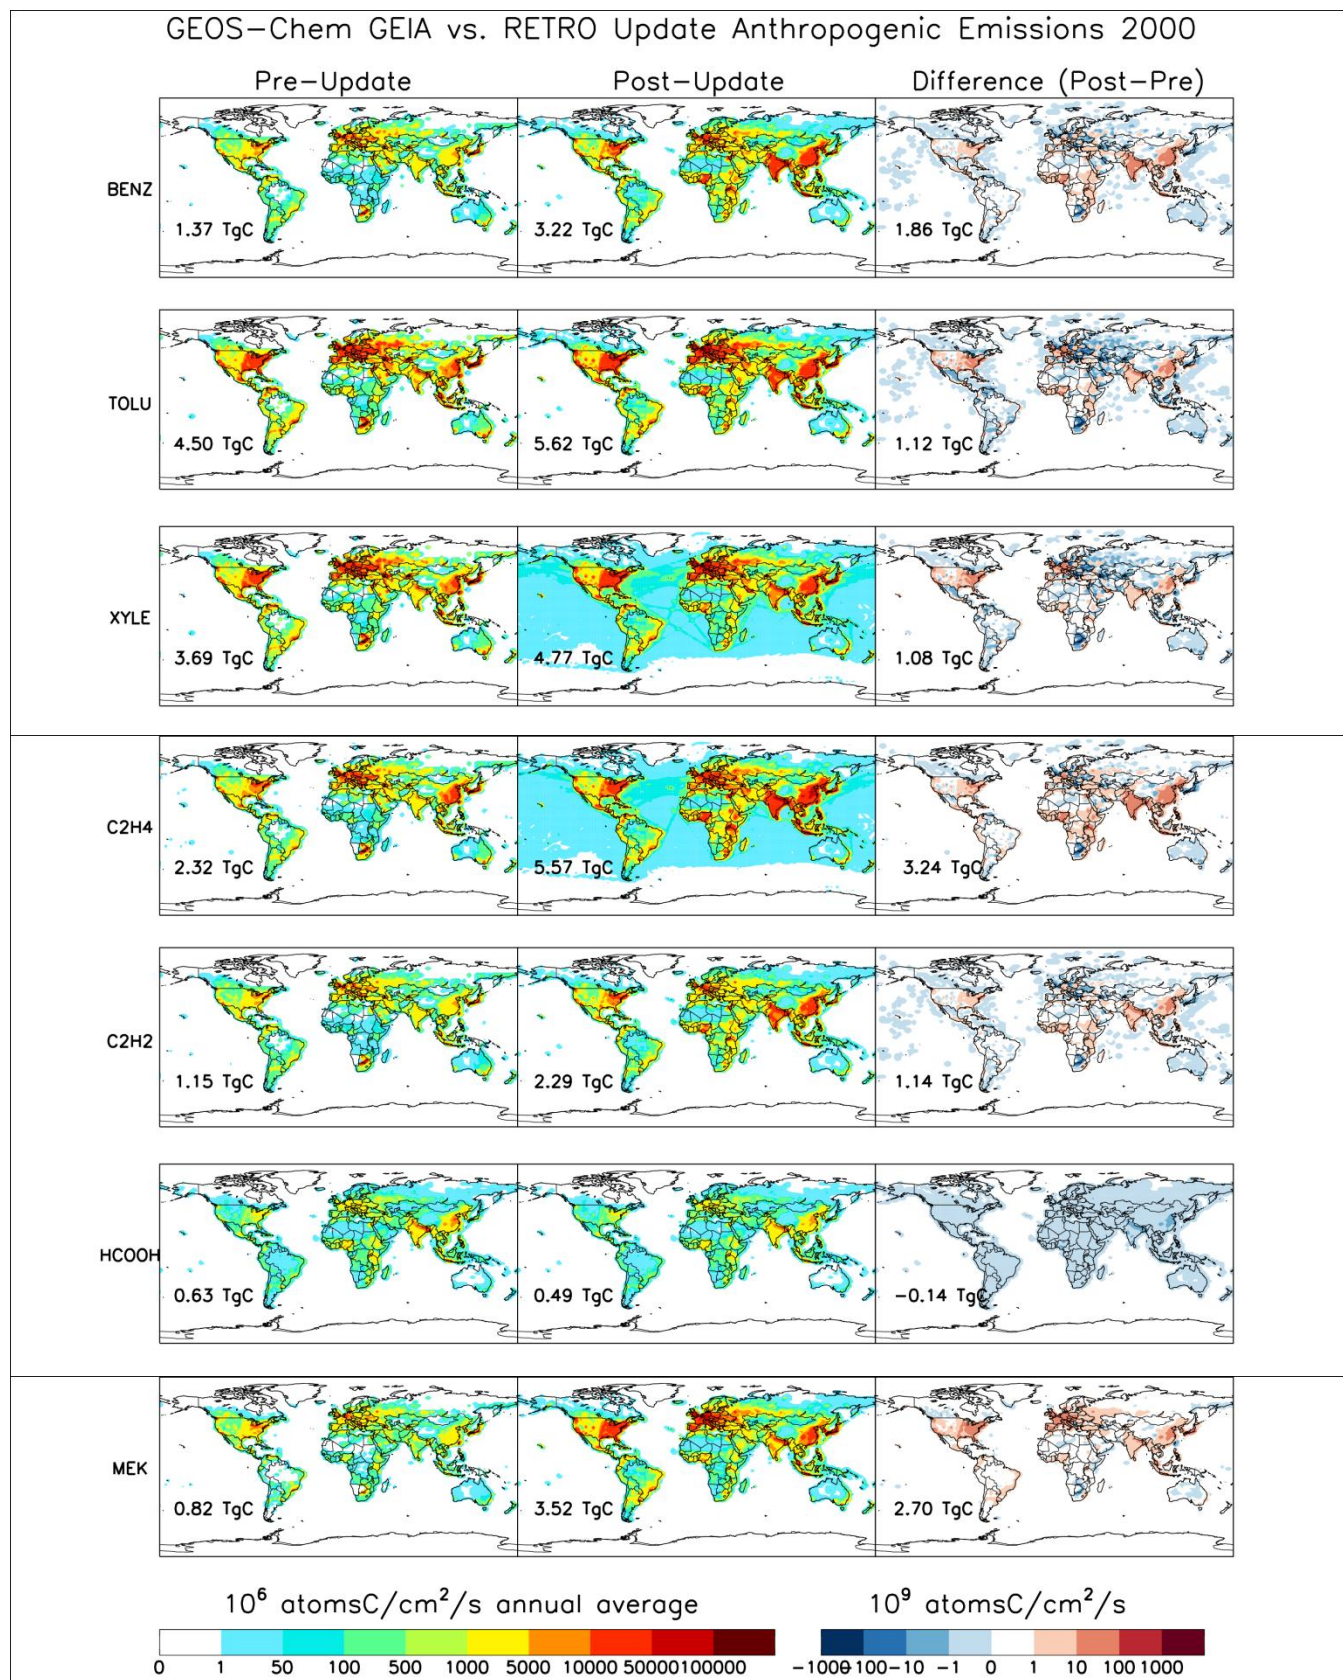 GEOS-Chem GEIA vs. RETRO Update Anthropogenic Emissions 2000
Pre-Update Post-Update Difference (Post-Pre)
BENZ 1.37 TgC 3.22 TgC 1.86 TgC
TOLU 4.50 TgC 5.62 TgC 1.12 TgC
XYLE 3.69 TgC 4.77 TgC 1.08 TgC
C2H4 2.32 TgC 5.57 TgC 3.24 TgC
C2H2 1.15 TgC 2.29 TgC 1.14 TgC
HCOOH 0.63 TgC 0.49 TgC -0.14 TgC
MEK 0.82 TgC 3.52 TgC 2.70 TgC
10⁶ atomsC/cm²/s annual average 10⁹ atomsC/cm²/s
0 1 50 100 500 1000 5000 10000 50000 100000 -1000 -100 -10 -1 0 1 10 100 1000